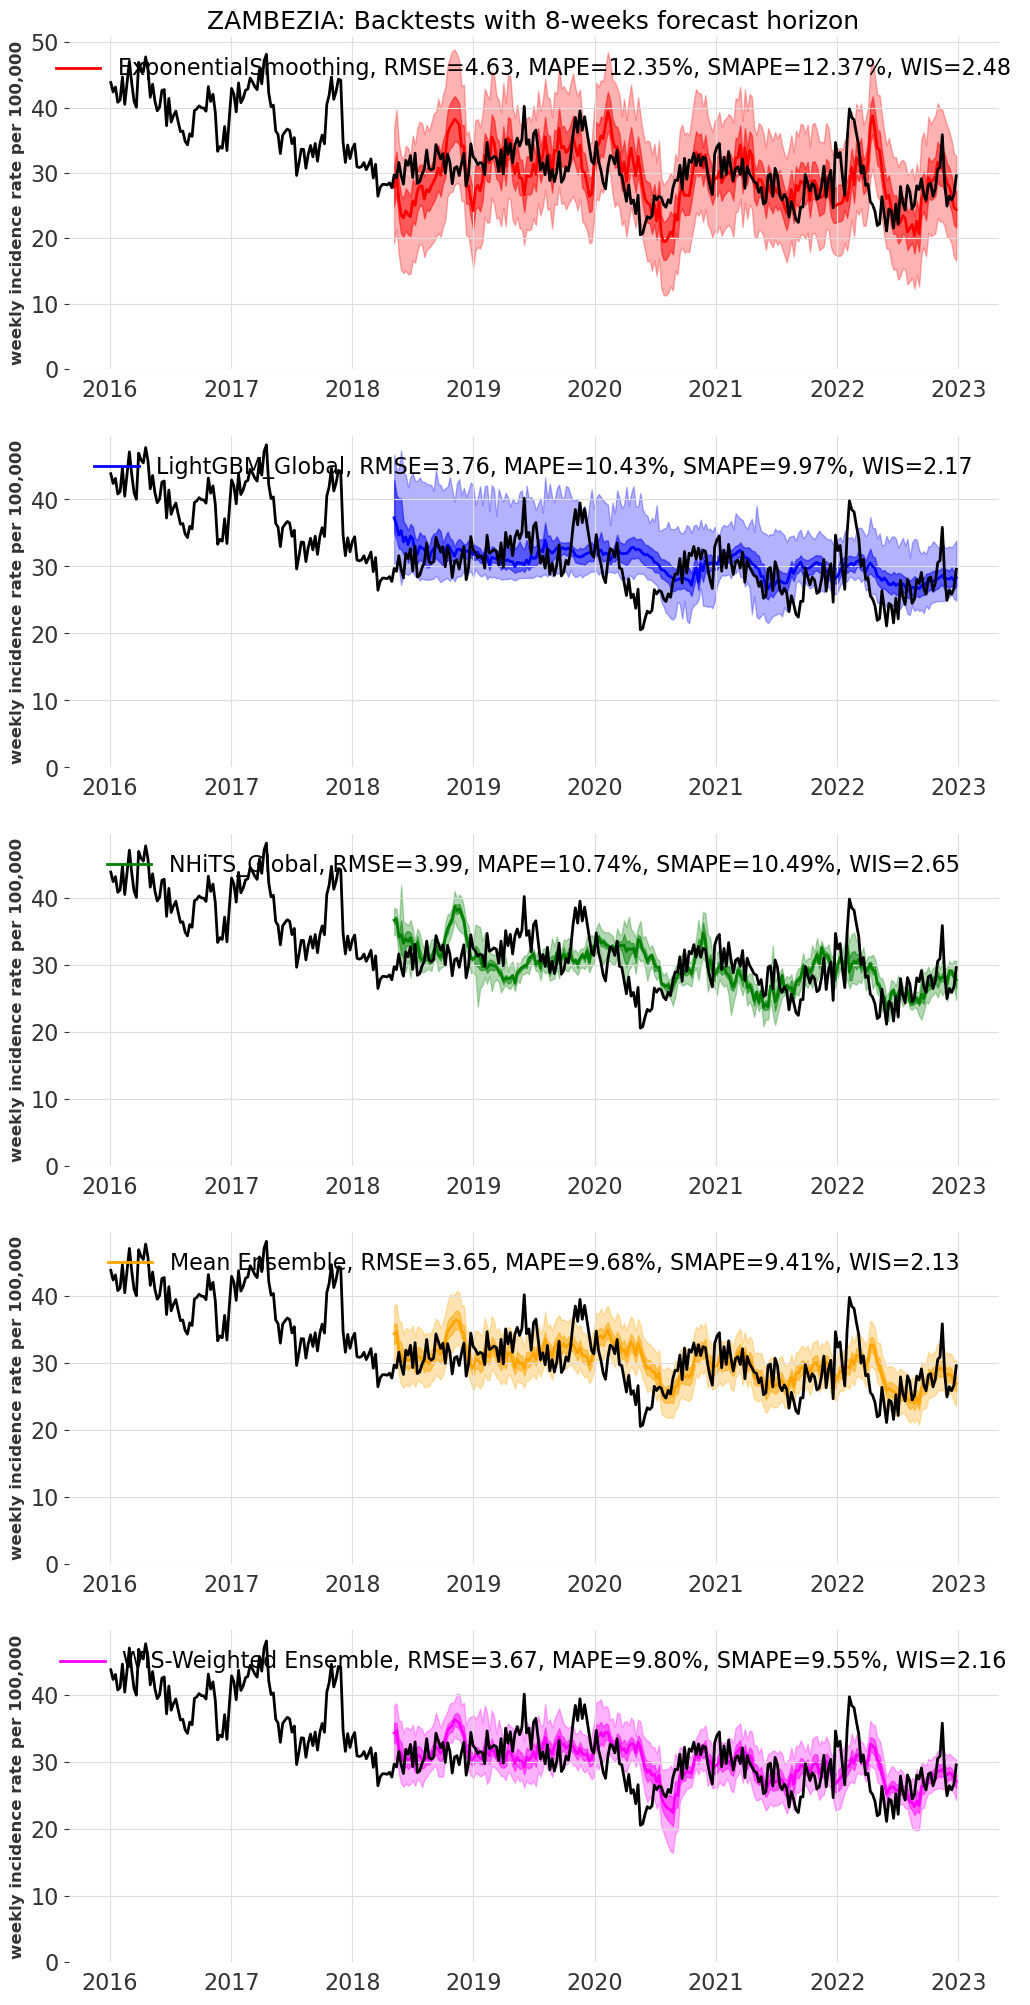 ZAMBEZIA: Backtests with 8-weeks forecast horizon
weekly incidence rate per 100,000
ExponentialSmoothing, RMSE=4.63, MAPE=12.35%, SMAPE=12.37%, WIS=2.48
50
40
30
20
10
0
2016 2017 2018 2019 2020 2021 2022 2023
weekly incidence rate per 100,000
LightGBM_Global, RMSE=3.76, MAPE=10.43%, SMAPE=9.97%, WIS=2.17
40
30
20
10
0
2016 2017 2018 2019 2020 2021 2022 2023
weekly incidence rate per 100,000
NHiTS_Global, RMSE=3.99, MAPE=10.74%, SMAPE=10.49%, WIS=2.65
40
30
20
10
0
2016 2017 2018 2019 2020 2021 2022 2023
weekly incidence rate per 100,000
Mean Ensemble, RMSE=3.65, MAPE=9.68%, SMAPE=9.41%, WIS=2.13
40
30
20
10
0
2016 2017 2018 2019 2020 2021 2022 2023
weekly incidence rate per 100,000
WIS-Weighted Ensemble, RMSE=3.67, MAPE=9.80%, SMAPE=9.55%, WIS=2.16
40
30
20
10
0
2016 2017 2018 2019 2020 2021 2022 2023